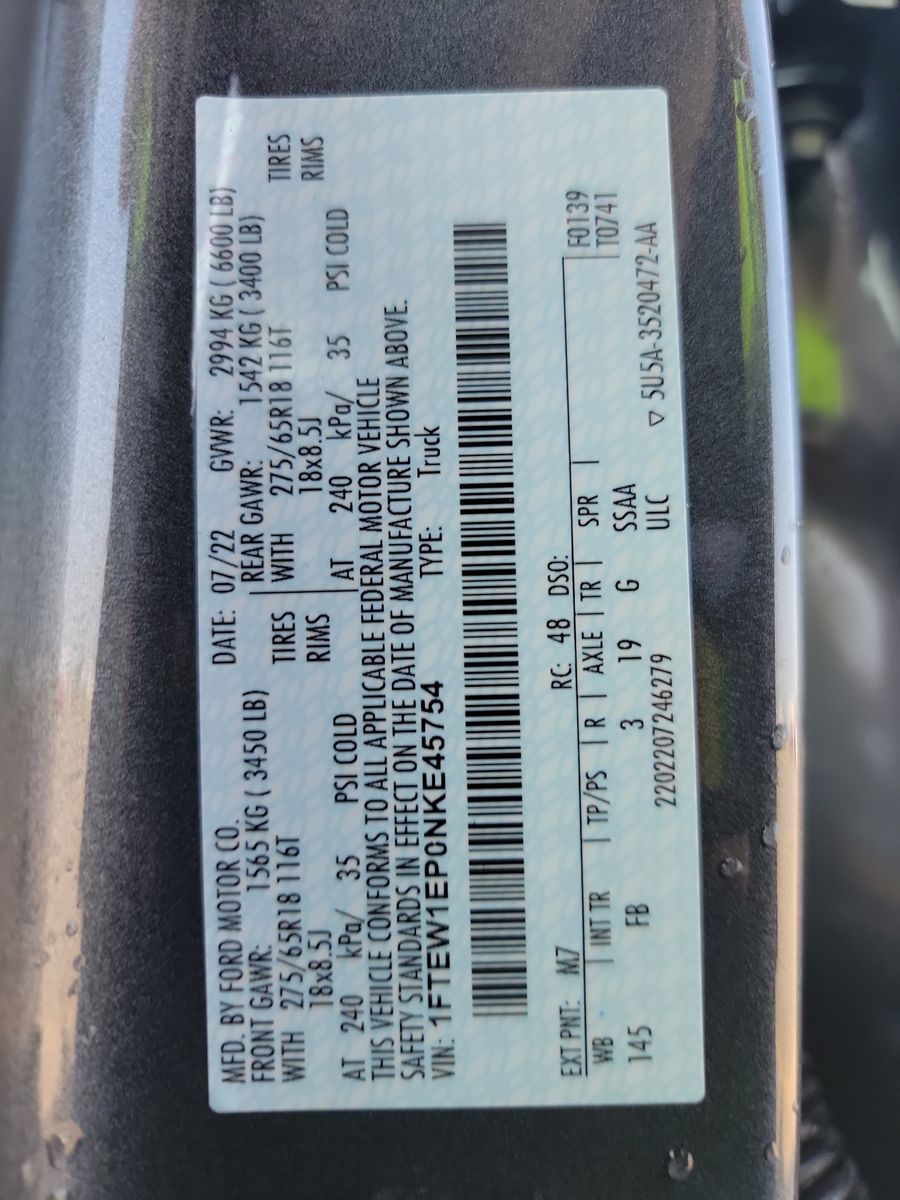 MFD. BY FORD MOTOR CO. DATE: 07/22 GVWR: 2994 KG ( 6600 LB)
FRONT GAWR: 1565 KG ( 3450 LB) REAR GAWR: 1542 KG ( 3400 LB)
WITH 275/65R18 116T TIRES WITH 275/65R18 116T TIRES
18x8.5J RIMS 18x8.5J RIMS
AT 240 kPa/ 35 PSI COLD AT 240 kPa/ 35 PSI COLD
THIS VEHICLE CONFORMS TO ALL APPLICABLE FEDERAL MOTOR VEHICLE
SAFETY STANDARDS IN EFFECT ON THE DATE OF MANUFACTURE SHOWN ABOVE.
VIN: 1FTEW1EP0NKE45754 TYPE: Truck
EXT PNT: M7 RC: 48 DSO: F0139
WB | INT TR | TP/PS | R | AXLE | TR | SPR | T0741
145 FB 3 19 G SSAA
2202207246279 ULC ▽ 5U5A-3520472-AA